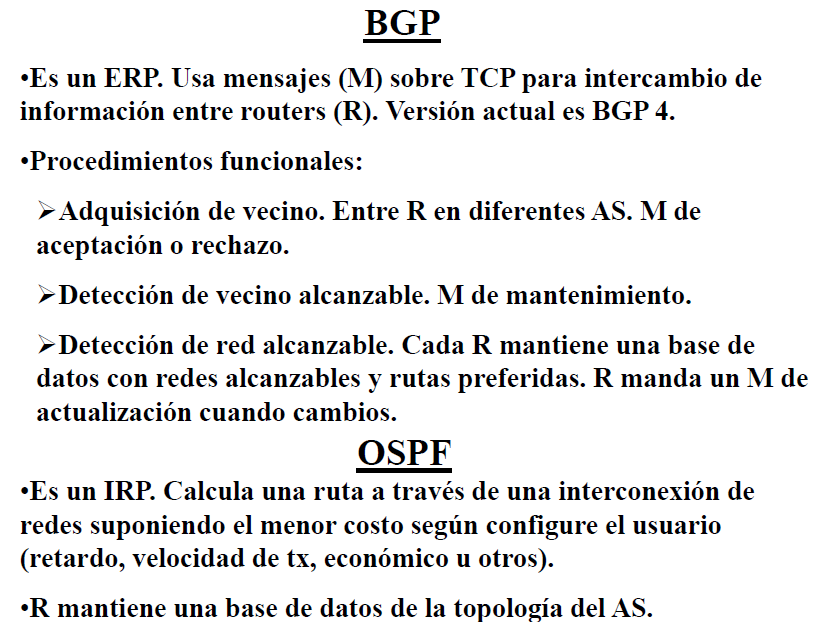 BGP
•Es un ERP. Usa mensajes (M) sobre TCP para intercambio de
información entre routers (R). Versión actual es BGP 4.
•Procedimientos funcionales:
➢Adquisición de vecino. Entre R en diferentes AS. M de
aceptación o rechazo.
➢Detección de vecino alcanzable. M de mantenimiento.
➢Detección de red alcanzable. Cada R mantiene una base de
datos con redes alcanzables y rutas preferidas. R manda un M de
actualización cuando cambios.
OSPF
•Es un IRP. Calcula una ruta a través de una interconexión de
redes suponiendo el menor costo según configure el usuario
(retardo, velocidad de tx, económico u otros).
•R mantiene una base de datos de la topología del AS.